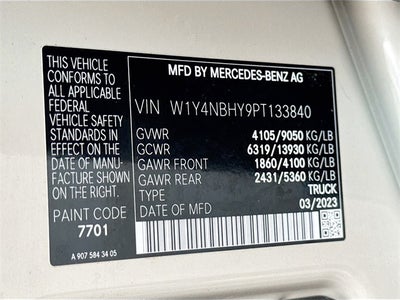 THIS VEHICLE
CONFORMS TO
ALL APPLICABLE
FEDERAL
VEHICLE SAFETY
STANDARDS
IN EFFECT ON
THE DATE OF
MANUFACTURE
SHOWN TO
THE RIGHT.
PAINT CODE
7701
A 907 584 34 05
MFD BY MERCEDES-BENZ AG
VIN W1Y4NBHY9PT133840
GVWR 4105/9050 KG/LB
GCWR 6319/13930 KG/LB
GAWR FRONT 1860/4100 KG/LB
GAWR REAR 2431/5360 KG/LB
TYPE TRUCK
DATE OF MFD 03/2023